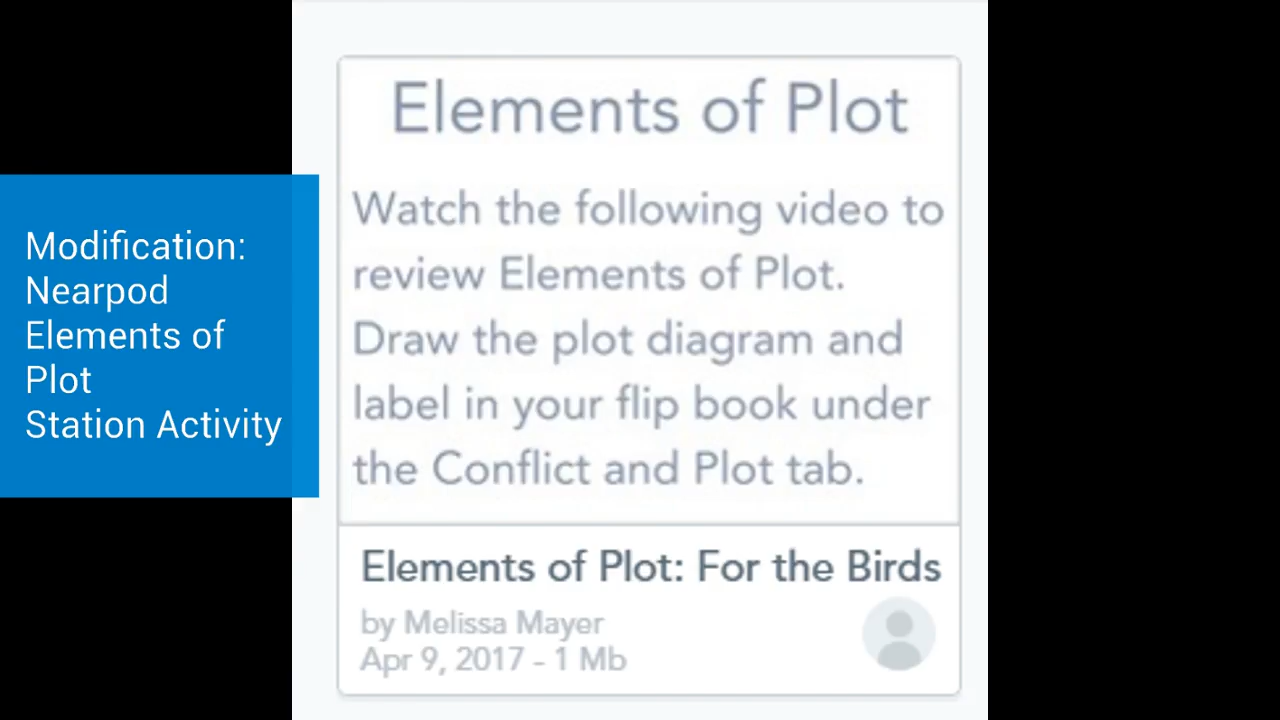 Modification:
Nearpod
Elements of
Plot
Station Activity
Elements of Plot
Watch the following video to
review Elements of Plot.
Draw the plot diagram and
label in your flip book under
the Conflict and Plot tab.
Elements of Plot: For the Birds
by Melissa Mayer
Apr 9, 2017 - 1 Mb